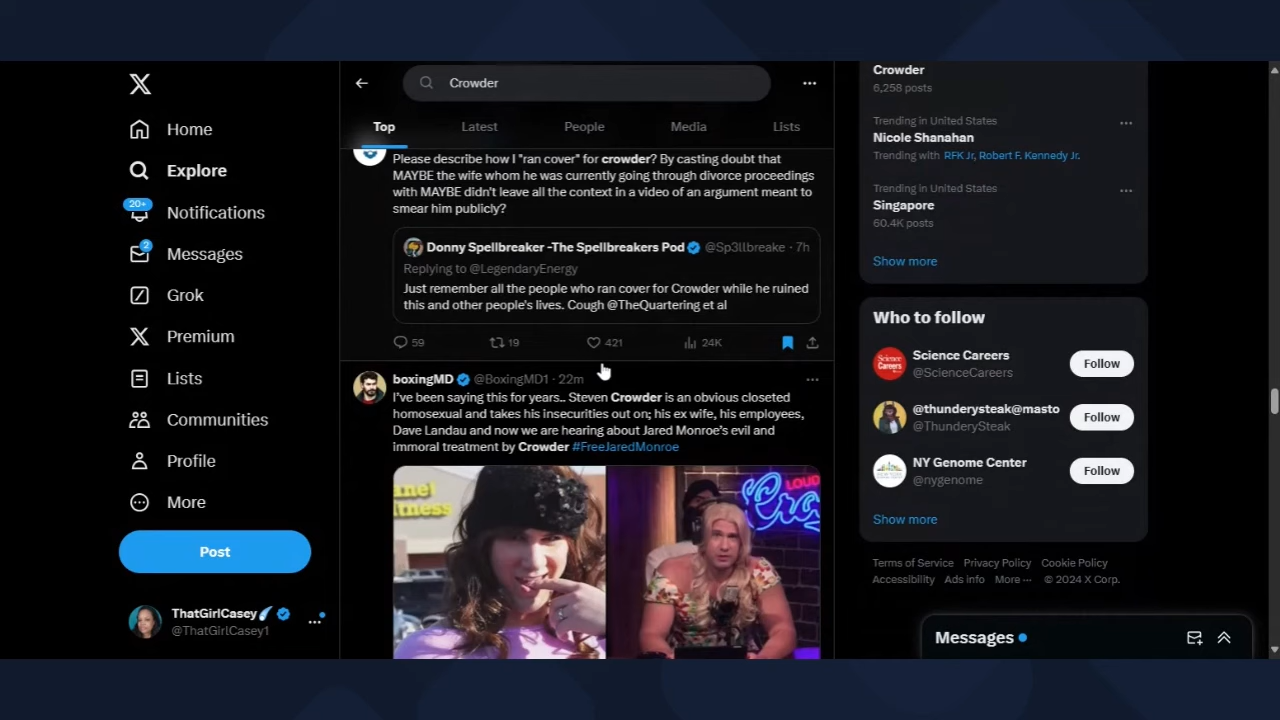 X
Home
Explore
20+
Notifications
2
Messages
Grok
Premium
Lists
Communities
Profile
More
Post
ThatGirlCasey
@ThatGirlCasey1
Crowder
Top
Latest
People
Media
Lists
Please describe how I "ran cover" for crowder? By casting doubt that
MAYBE the wife whom he was currently going through divorce proceedings
with MAYBE didn't leave all the context in a video of an argument meant to
smear him publicly?
Donny Spellbreaker -The Spellbreakers Pod @Sp3llbreake · 7h
Replying to @LegendaryEnergy
Just remember all the people who ran cover for Crowder while he ruined
this and other people's lives. Cough @TheQuartering et al
59
19
421
24K
boxingMD @BoxingMD1 · 22m
I've been saying this for years.. Steven Crowder is an obvious closeted
homosexual and takes his insecurities out on; his ex wife, his employees,
Dave Landau and now we are hearing about Jared Monroe's evil and
immoral treatment by Crowder #FreeJaredMonroe
anet
itness
LOUD
Cro
Crowder
6,258 posts
Trending in United States
Nicole Shanahan
Trending with RFK Jr, Robert F. Kennedy Jr.
Trending in United States
Singapore
60.4K posts
Show more
Who to follow
Science Careers
Science Careers
@ScienceCareers
Follow
@thunderysteak@masto
@ThunderySteak
Follow
NY Genome Center
@nygenome
Follow
Show more
Terms of Service Privacy Policy Cookie Policy
Accessibility Ads info More ··· © 2024 X Corp.
Messages